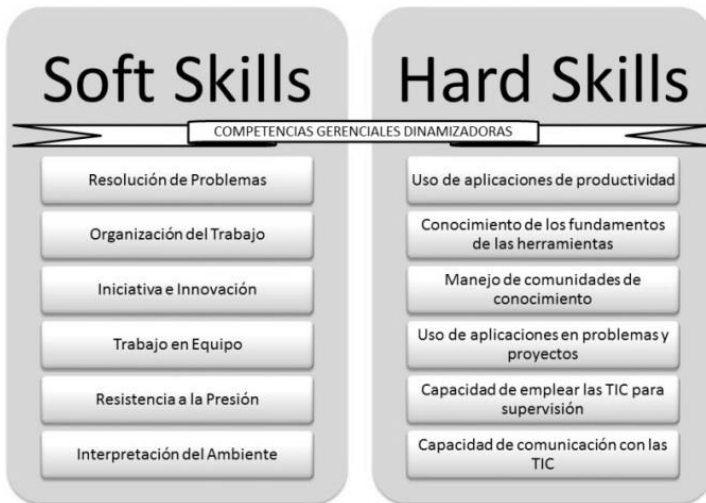 Soft Skills
Hard Skills
COMPETENCIAS GERENCIALES DINAMIZADORAS
Resolución de Problemas
Organización del Trabajo
Iniciativa e Innovación
Trabajo en Equipo
Resistencia a la Presión
Interpretación del Ambiente
Uso de aplicaciones de productividad
Conocimiento de los fundamentos
de las herramientas
Manejo de comunidades de
conocimiento
Uso de aplicaciones en problemas y
proyectos
Capacidad de emplear las TIC para
supervisión
Capacidad de comunicación con las
TIC